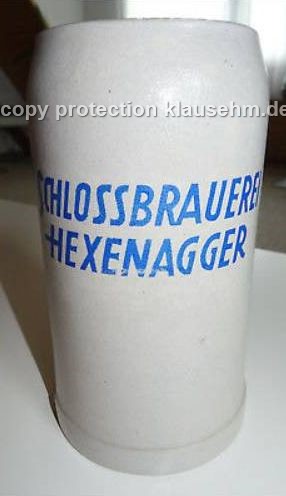 copy protection klausehm.de
SCHLOSSBRAUEREI
-HEXENAGGER